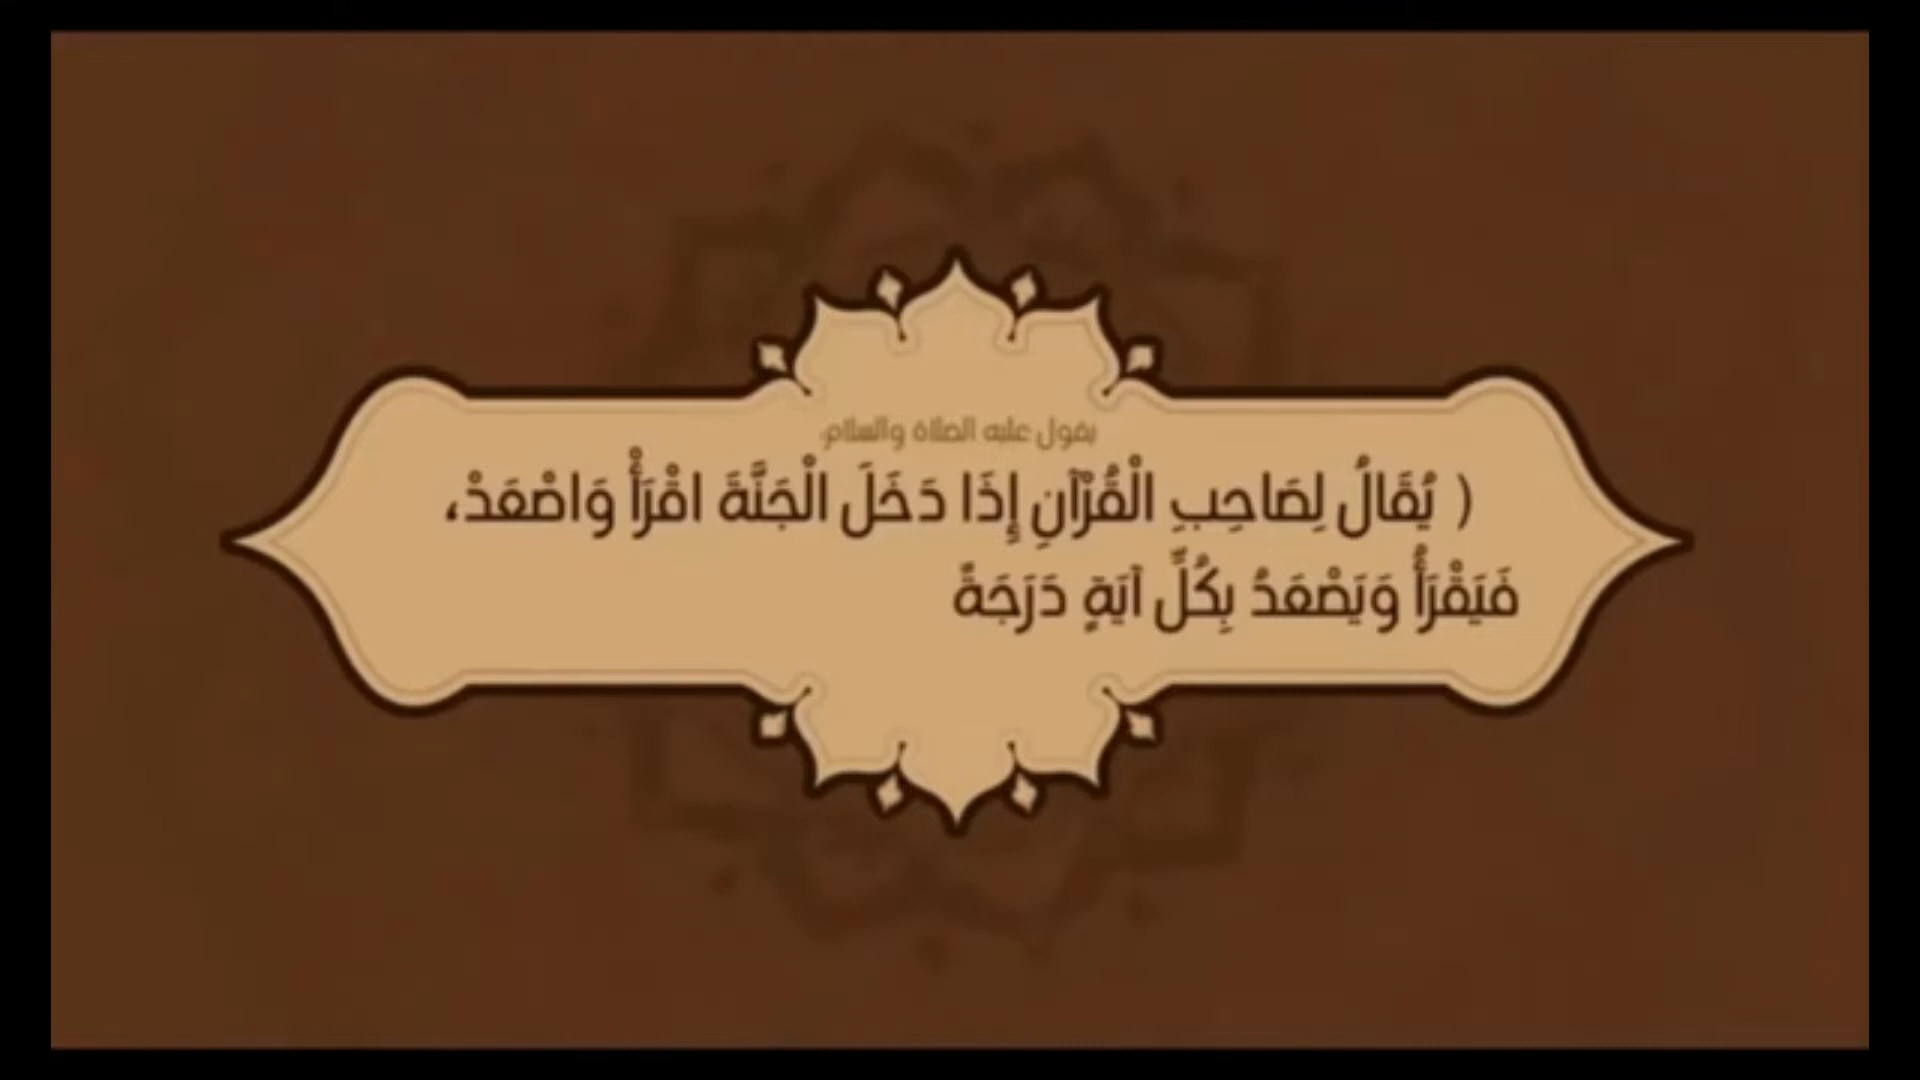 يقول عليه الصلاة والسلام:
( يُقَالُ لِصَاحِبِ الْقُرْآنِ إِذَا دَخَلَ الْجَنَّةَ اقْرَأْ وَاصْعَدْ،
فَيَقْرَأُ وَيَصْعَدُ بِكُلِّ آيَةٍ دَرَجَةً